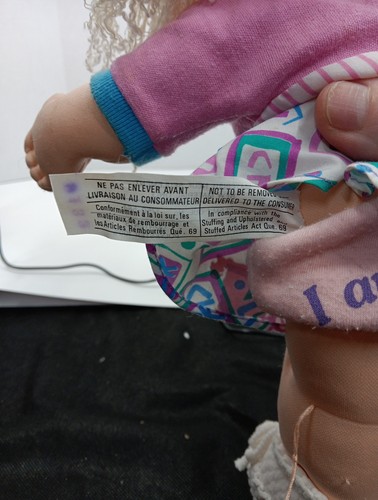 NE PAS ENLEVER AVANT
LIVRAISON AU CONSOMMATEUR
Conformément à la loi sur, les
matériaux de rembourrage et
les Articles Rembourrés Qué. 69
NOT TO BE REMOVED
DELIVERED TO THE CONSUMER
In compliance with the
Stuffing and Upholstered
Stuffed Articles Act Que. 69
I